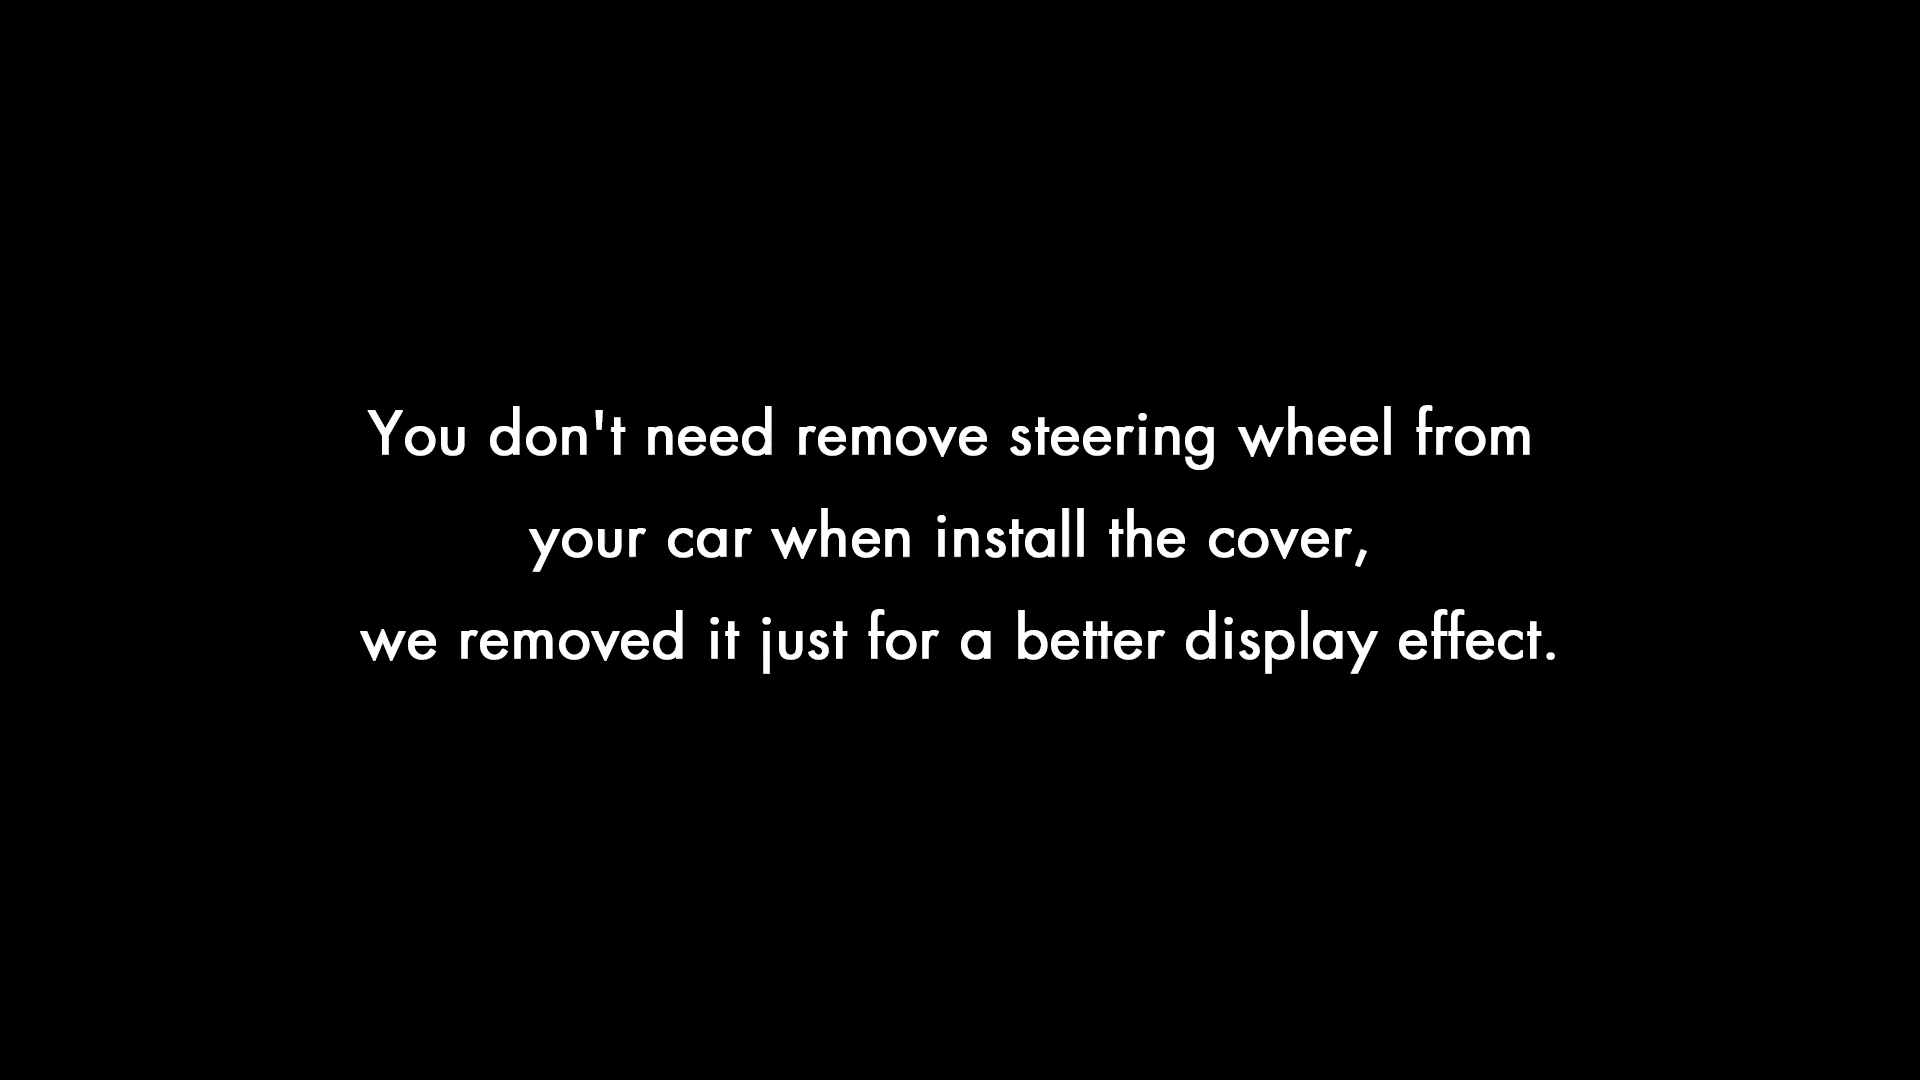 You don't need remove steering wheel from
your car when install the cover,
we removed it just for a better display effect.